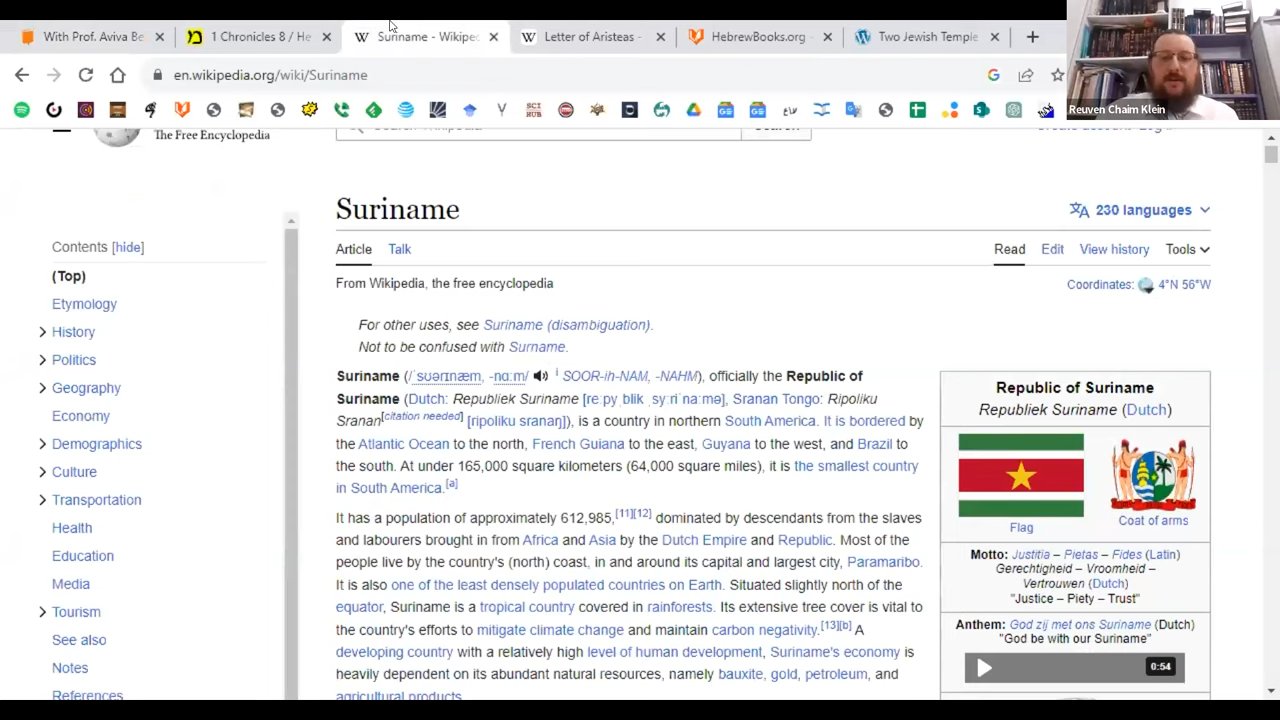 With Prof. Aviva Be
1 Chronicles 8 / He
Suriname - Wikiped
Letter of Aristeas -
HebrewBooks.org -
Two Jewish Temple
en.wikipedia.org/wiki/Suriname
Reuven Chaim Klein
SCI
HUB
The Free Encyclopedia
Suriname
230 languages
Article Talk
Read Edit View history Tools
From Wikipedia, the free encyclopedia
Coordinates: 4°N 56°W
Contents [hide]
(Top)
Etymology
History
Politics
Geography
Economy
Demographics
Culture
Transportation
Health
Education
Media
Tourism
See also
Notes
References
For other uses, see Suriname (disambiguation).
Not to be confused with Surname.
Suriname (/ˈsʊərɪnæm, -nɑːm/ i SOOR-ih-NAM, -NAHM), officially the Republic of
Suriname (Dutch: Republiek Suriname [reːpyˌblik ˌsyːriˈnaːmə], Sranan Tongo: Ripoliku
Sranan[citation needed] [ripoliku sranaŋ]), is a country in northern South America. It is bordered by
the Atlantic Ocean to the north, French Guiana to the east, Guyana to the west, and Brazil to
the south. At under 165,000 square kilometers (64,000 square miles), it is the smallest country
in South America.[a]
It has a population of approximately 612,985,[11][12] dominated by descendants from the slaves
and labourers brought in from Africa and Asia by the Dutch Empire and Republic. Most of the
people live by the country's (north) coast, in and around its capital and largest city, Paramaribo.
It is also one of the least densely populated countries on Earth. Situated slightly north of the
equator, Suriname is a tropical country covered in rainforests. Its extensive tree cover is vital to
the country's efforts to mitigate climate change and maintain carbon negativity.[13][b] A
developing country with a relatively high level of human development, Suriname's economy is
heavily dependent on its abundant natural resources, namely bauxite, gold, petroleum, and
agricultural products.
Republic of Suriname
Republiek Suriname (Dutch)
Flag
Coat of arms
Motto: Justitia – Pietas – Fides (Latin)
Gerechtigheid – Vroomheid –
Vertrouwen (Dutch)
"Justice – Piety – Trust"
Anthem: God zij met ons Suriname (Dutch)
"God be with our Suriname"
0:54